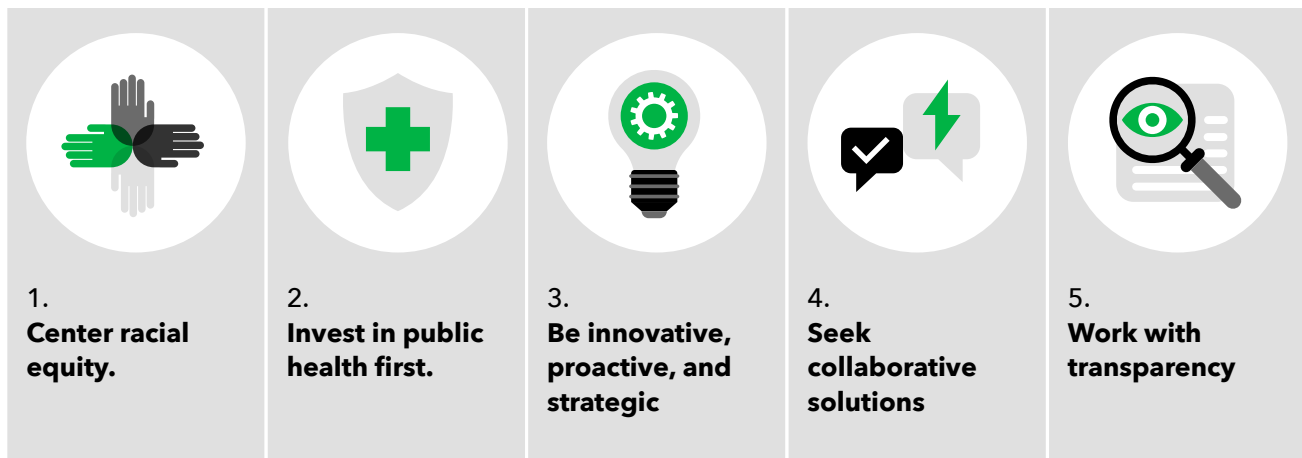 1.
Center racial
equity.
2.
Invest in public
health first.
3.
Be innovative,
proactive, and
strategic
4.
Seek
collaborative
solutions
5.
Work with
transparency